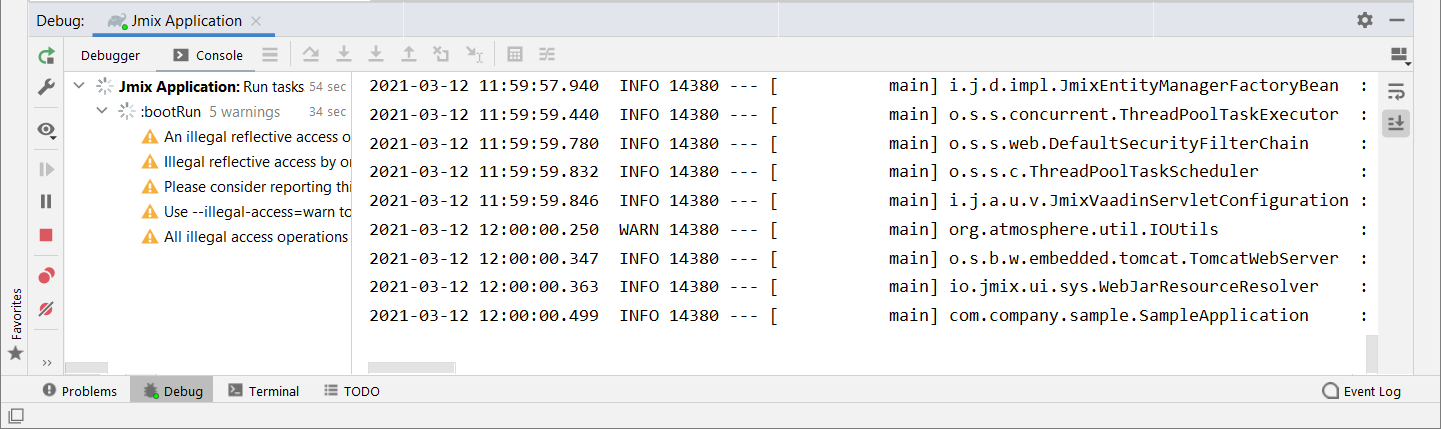 Debug: Jmix Application
Debugger Console
Jmix Application: Run tasks 54 sec
:bootRun 5 warnings 34 sec
An illegal reflective access o
Illegal reflective access by or
Please consider reporting thi
Use --illegal-access=warn to
All illegal access operations
2021-03-12 11:59:57.940 INFO 14380 --- [ main] i.j.d.impl.JmixEntityManagerFactoryBean :
2021-03-12 11:59:59.440 INFO 14380 --- [ main] o.s.s.concurrent.ThreadPoolTaskExecutor :
2021-03-12 11:59:59.780 INFO 14380 --- [ main] o.s.s.web.DefaultSecurityFilterChain :
2021-03-12 11:59:59.832 INFO 14380 --- [ main] o.s.s.c.ThreadPoolTaskScheduler :
2021-03-12 11:59:59.846 INFO 14380 --- [ main] i.j.a.u.v.JmixVaadinServletConfiguration :
2021-03-12 12:00:00.250 WARN 14380 --- [ main] org.atmosphere.util.IOUtils :
2021-03-12 12:00:00.347 INFO 14380 --- [ main] o.s.b.w.embedded.tomcat.TomcatWebServer :
2021-03-12 12:00:00.363 INFO 14380 --- [ main] io.jmix.ui.sys.WebJarResourceResolver :
2021-03-12 12:00:00.499 INFO 14380 --- [ main] com.company.sample.SampleApplication :
Favorites
Problems Debug Terminal TODO Event Log